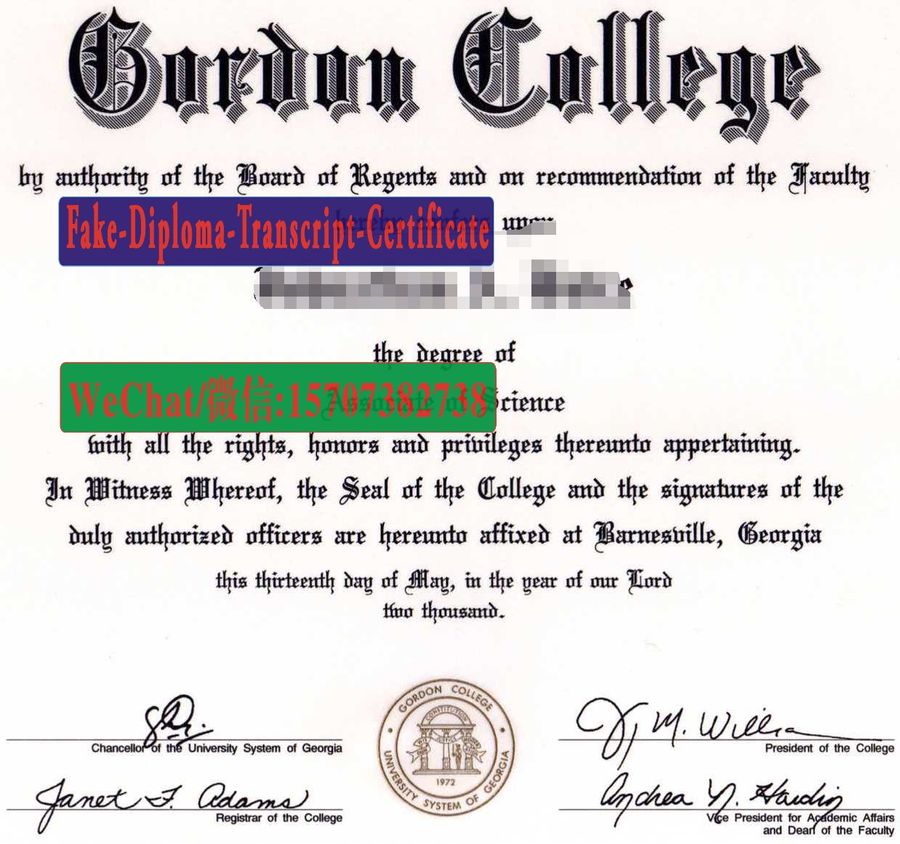 Gordon College
by authority of the Board of Regents and on recommendation of the Faculty
Fake-Diploma-Transcript-Certificate
upon
the degree of
WeChat/微信:15707382738
Associate of Science
with all the rights, honors and privileges thereunto appertaining.
In Witness Whereof, the Seal of the College and the signatures of the
duly authorized officers are hereunto affixed at Barnesville, Georgia
this thirteenth day of May, in the year of our Lord
two thousand.
Chancellor of the University System of Georgia
President of the College
GORDON COLLEGE
CONSTITUTION
1972
UNIVERSITY SYSTEM OF GEORGIA
Janet F. Adams
Registrar of the College
Andrea N. Hardin
Vice President for Academic Affairs
and Dean of the Faculty